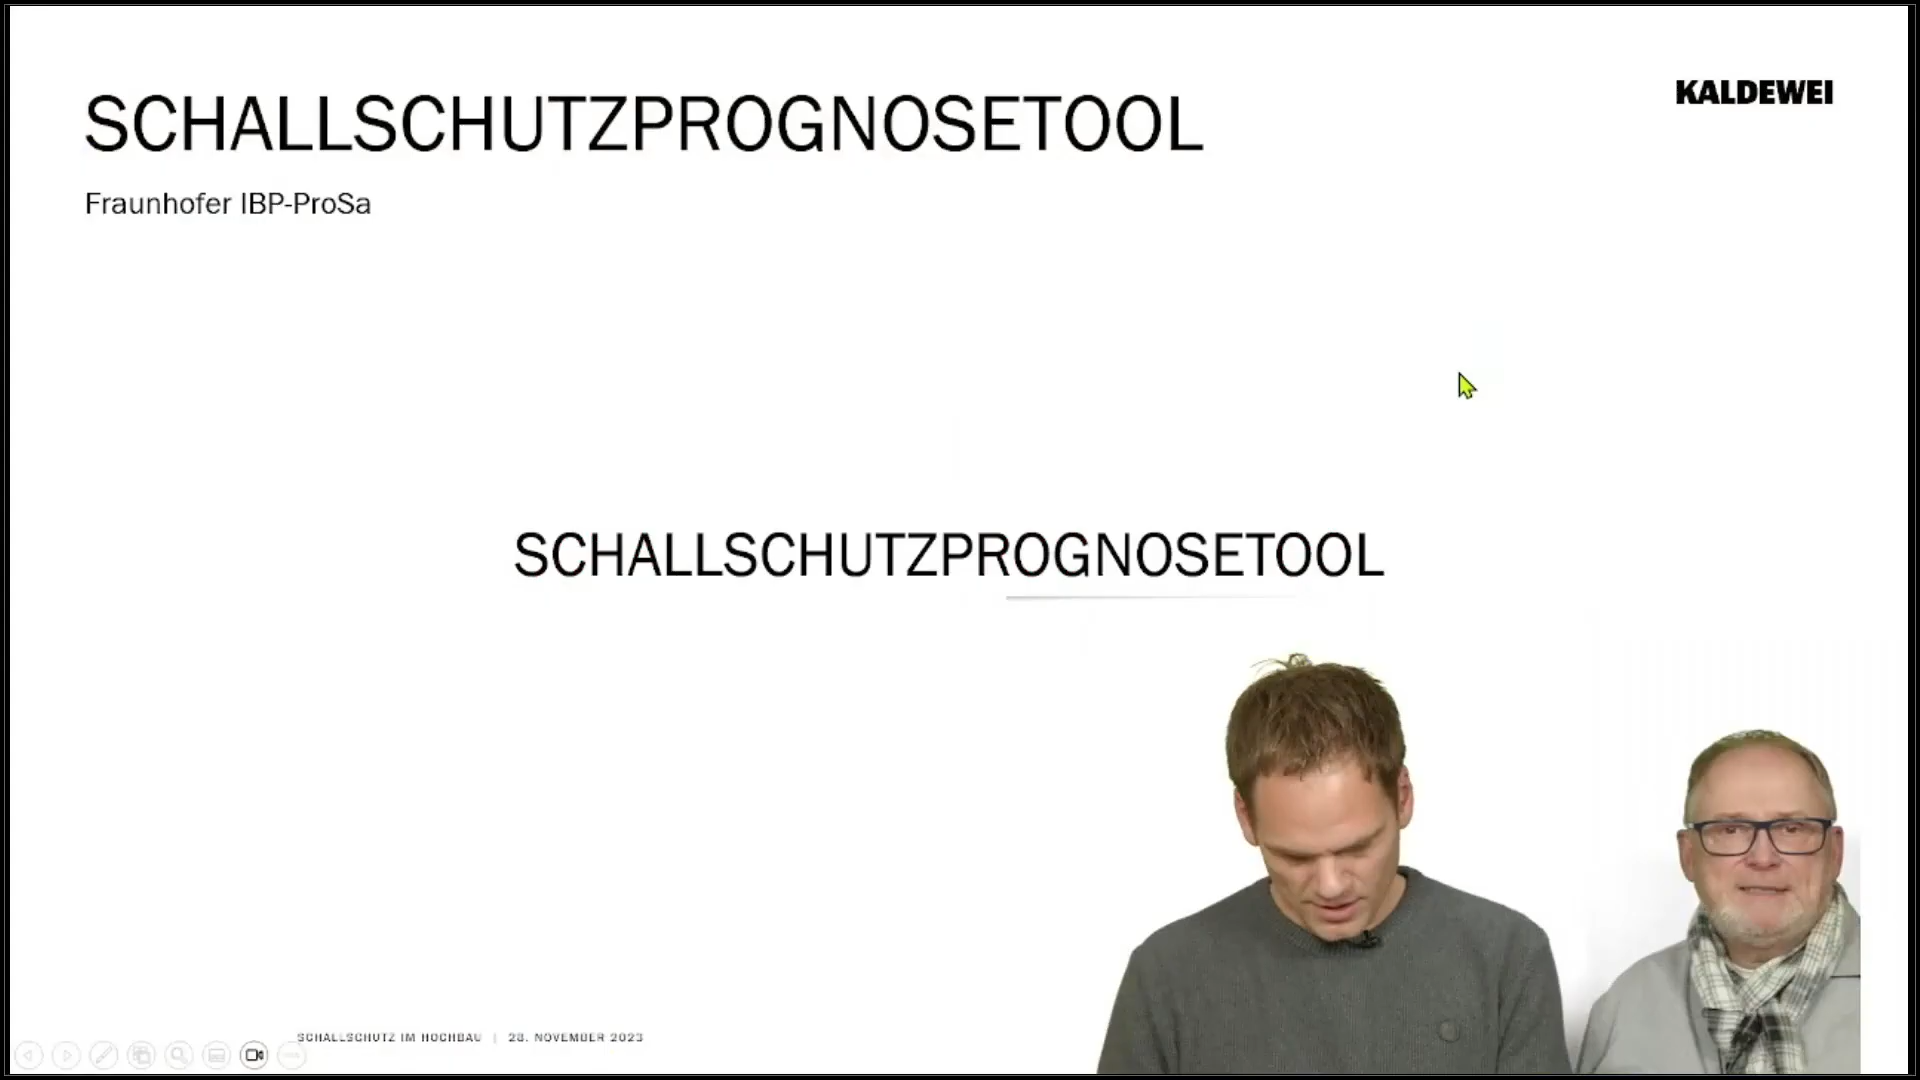 SCHALLSCHUTZPROGNOSETOOL
KALDEWEI
Fraunhofer IBP-ProSa
SCHALLSCHUTZPROGNOSETOOL
SCHALLSCHUTZ IM HOCHBAU | 28. NOVEMBER 2023